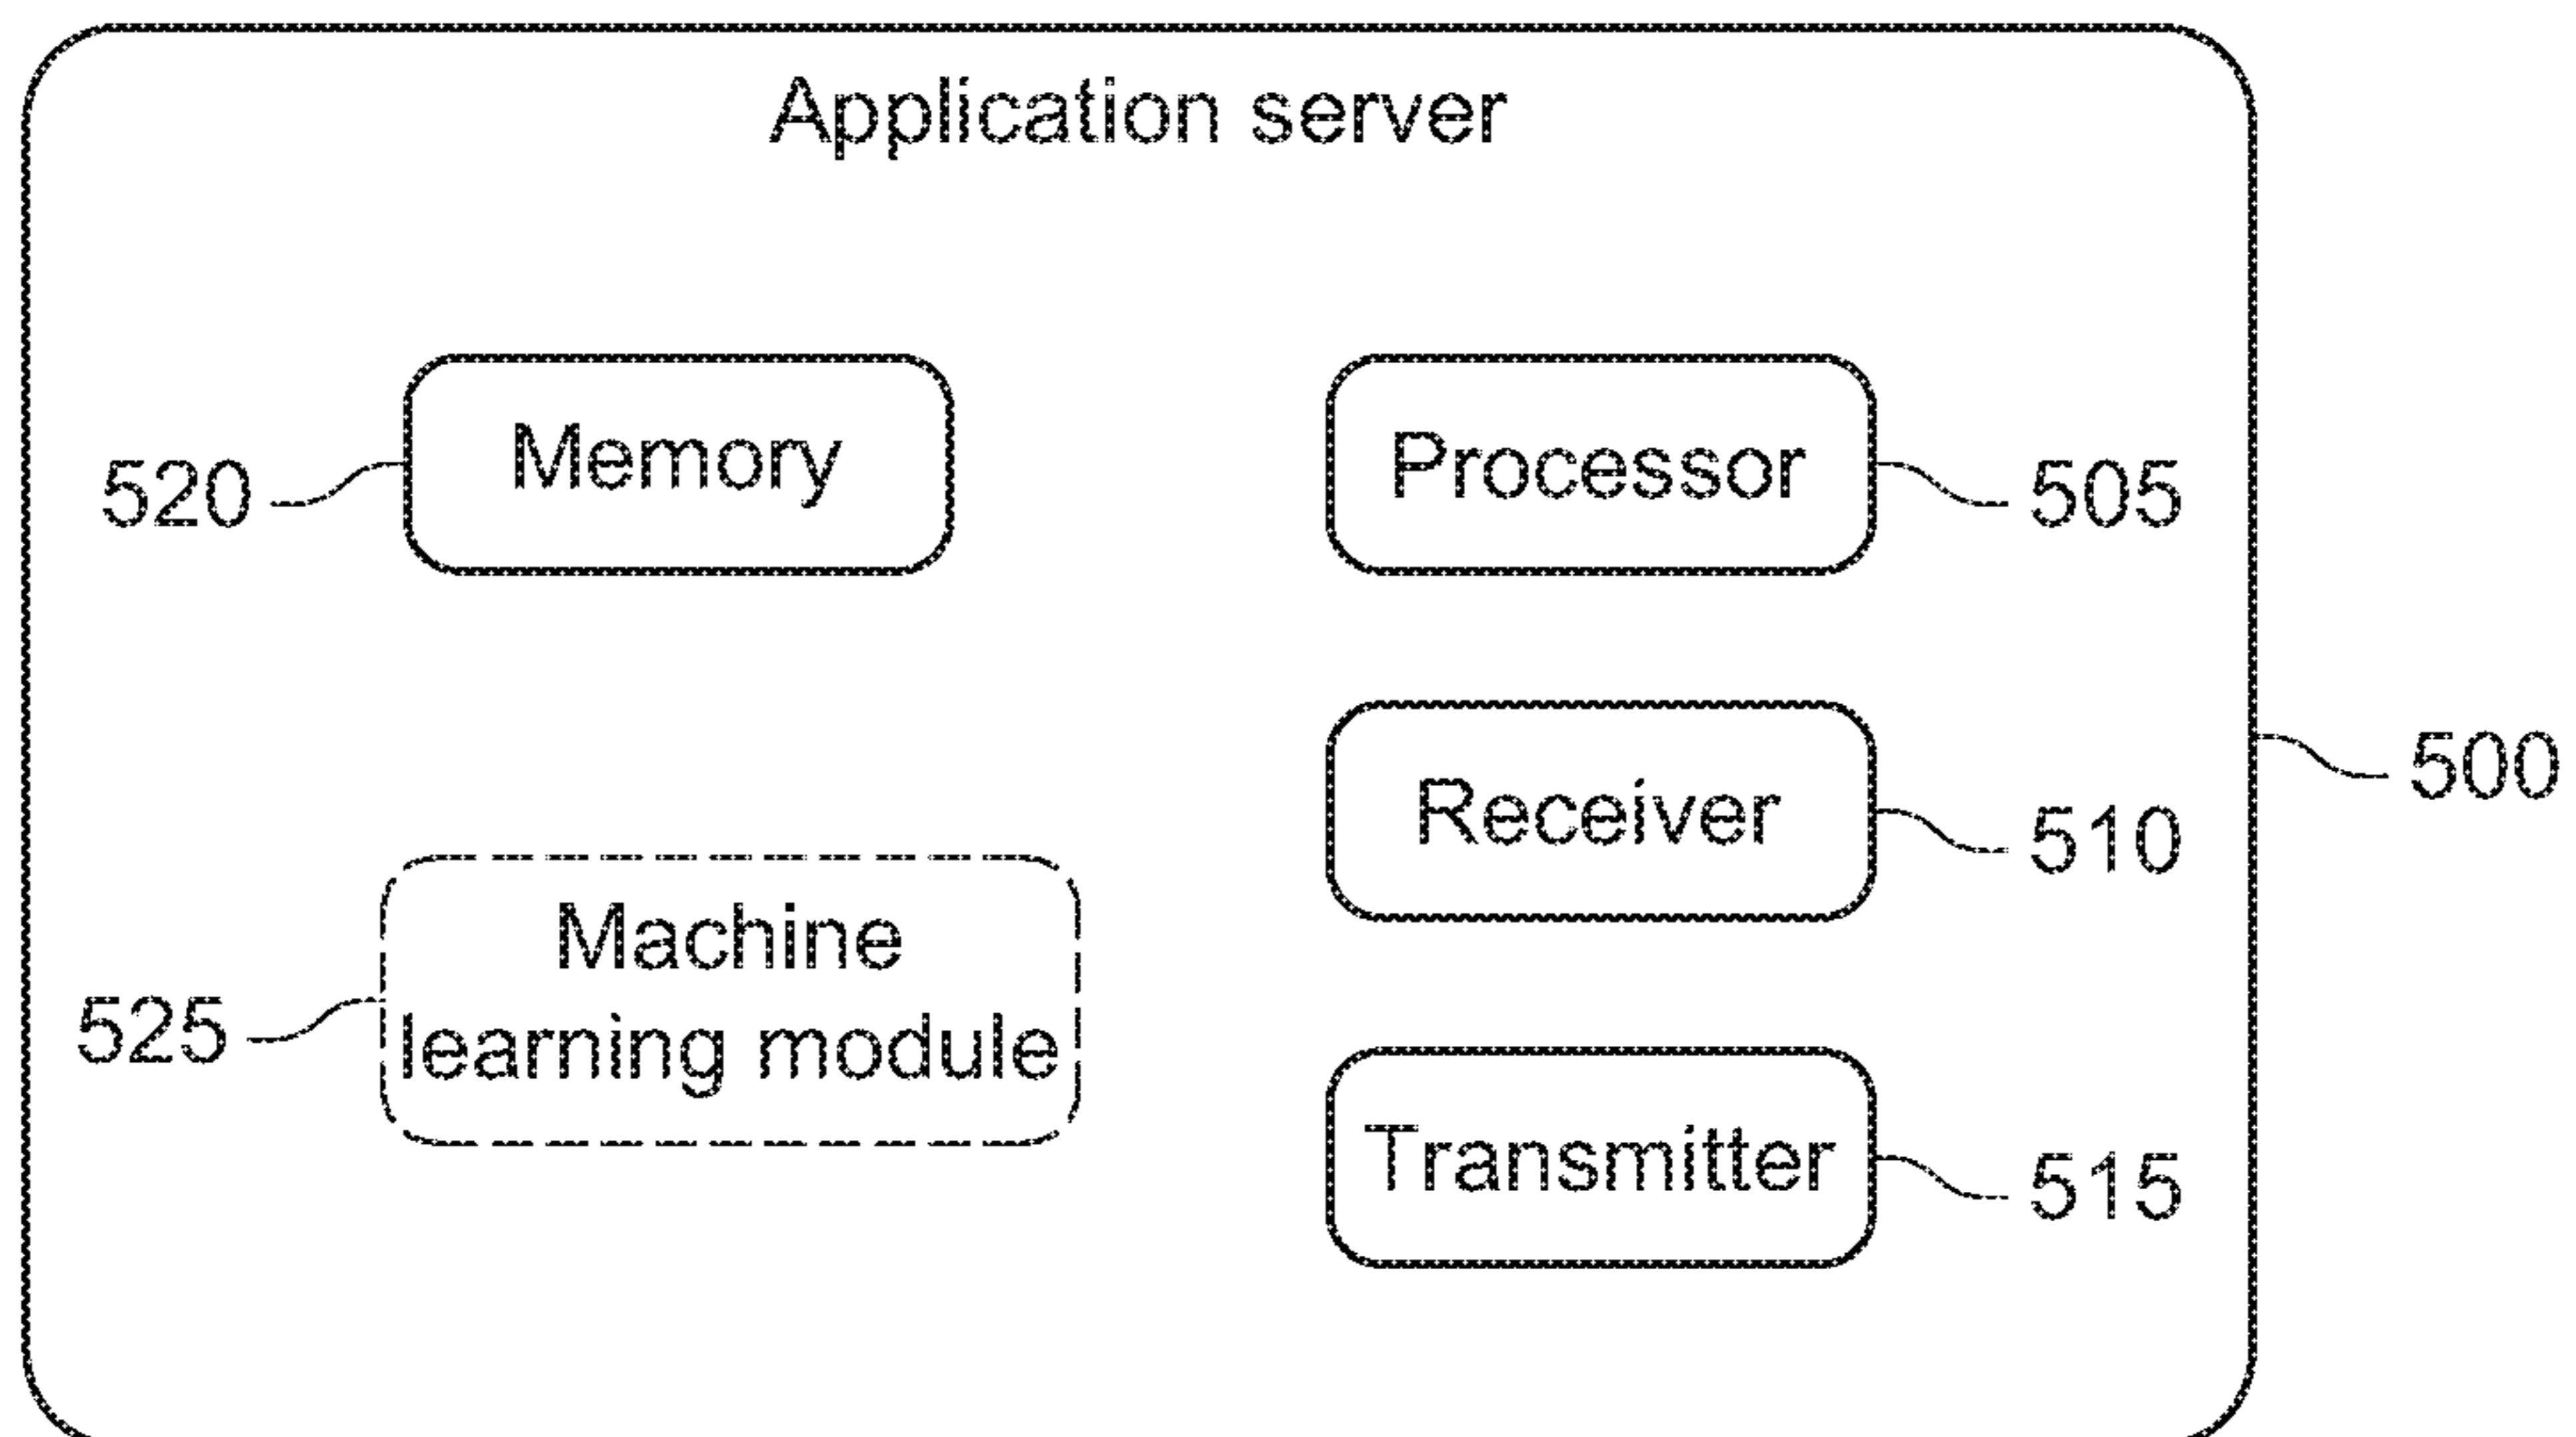 Application server
Memory
520
Processor
505
Receiver
510
500
Machine
learning module
525
Transmitter
515